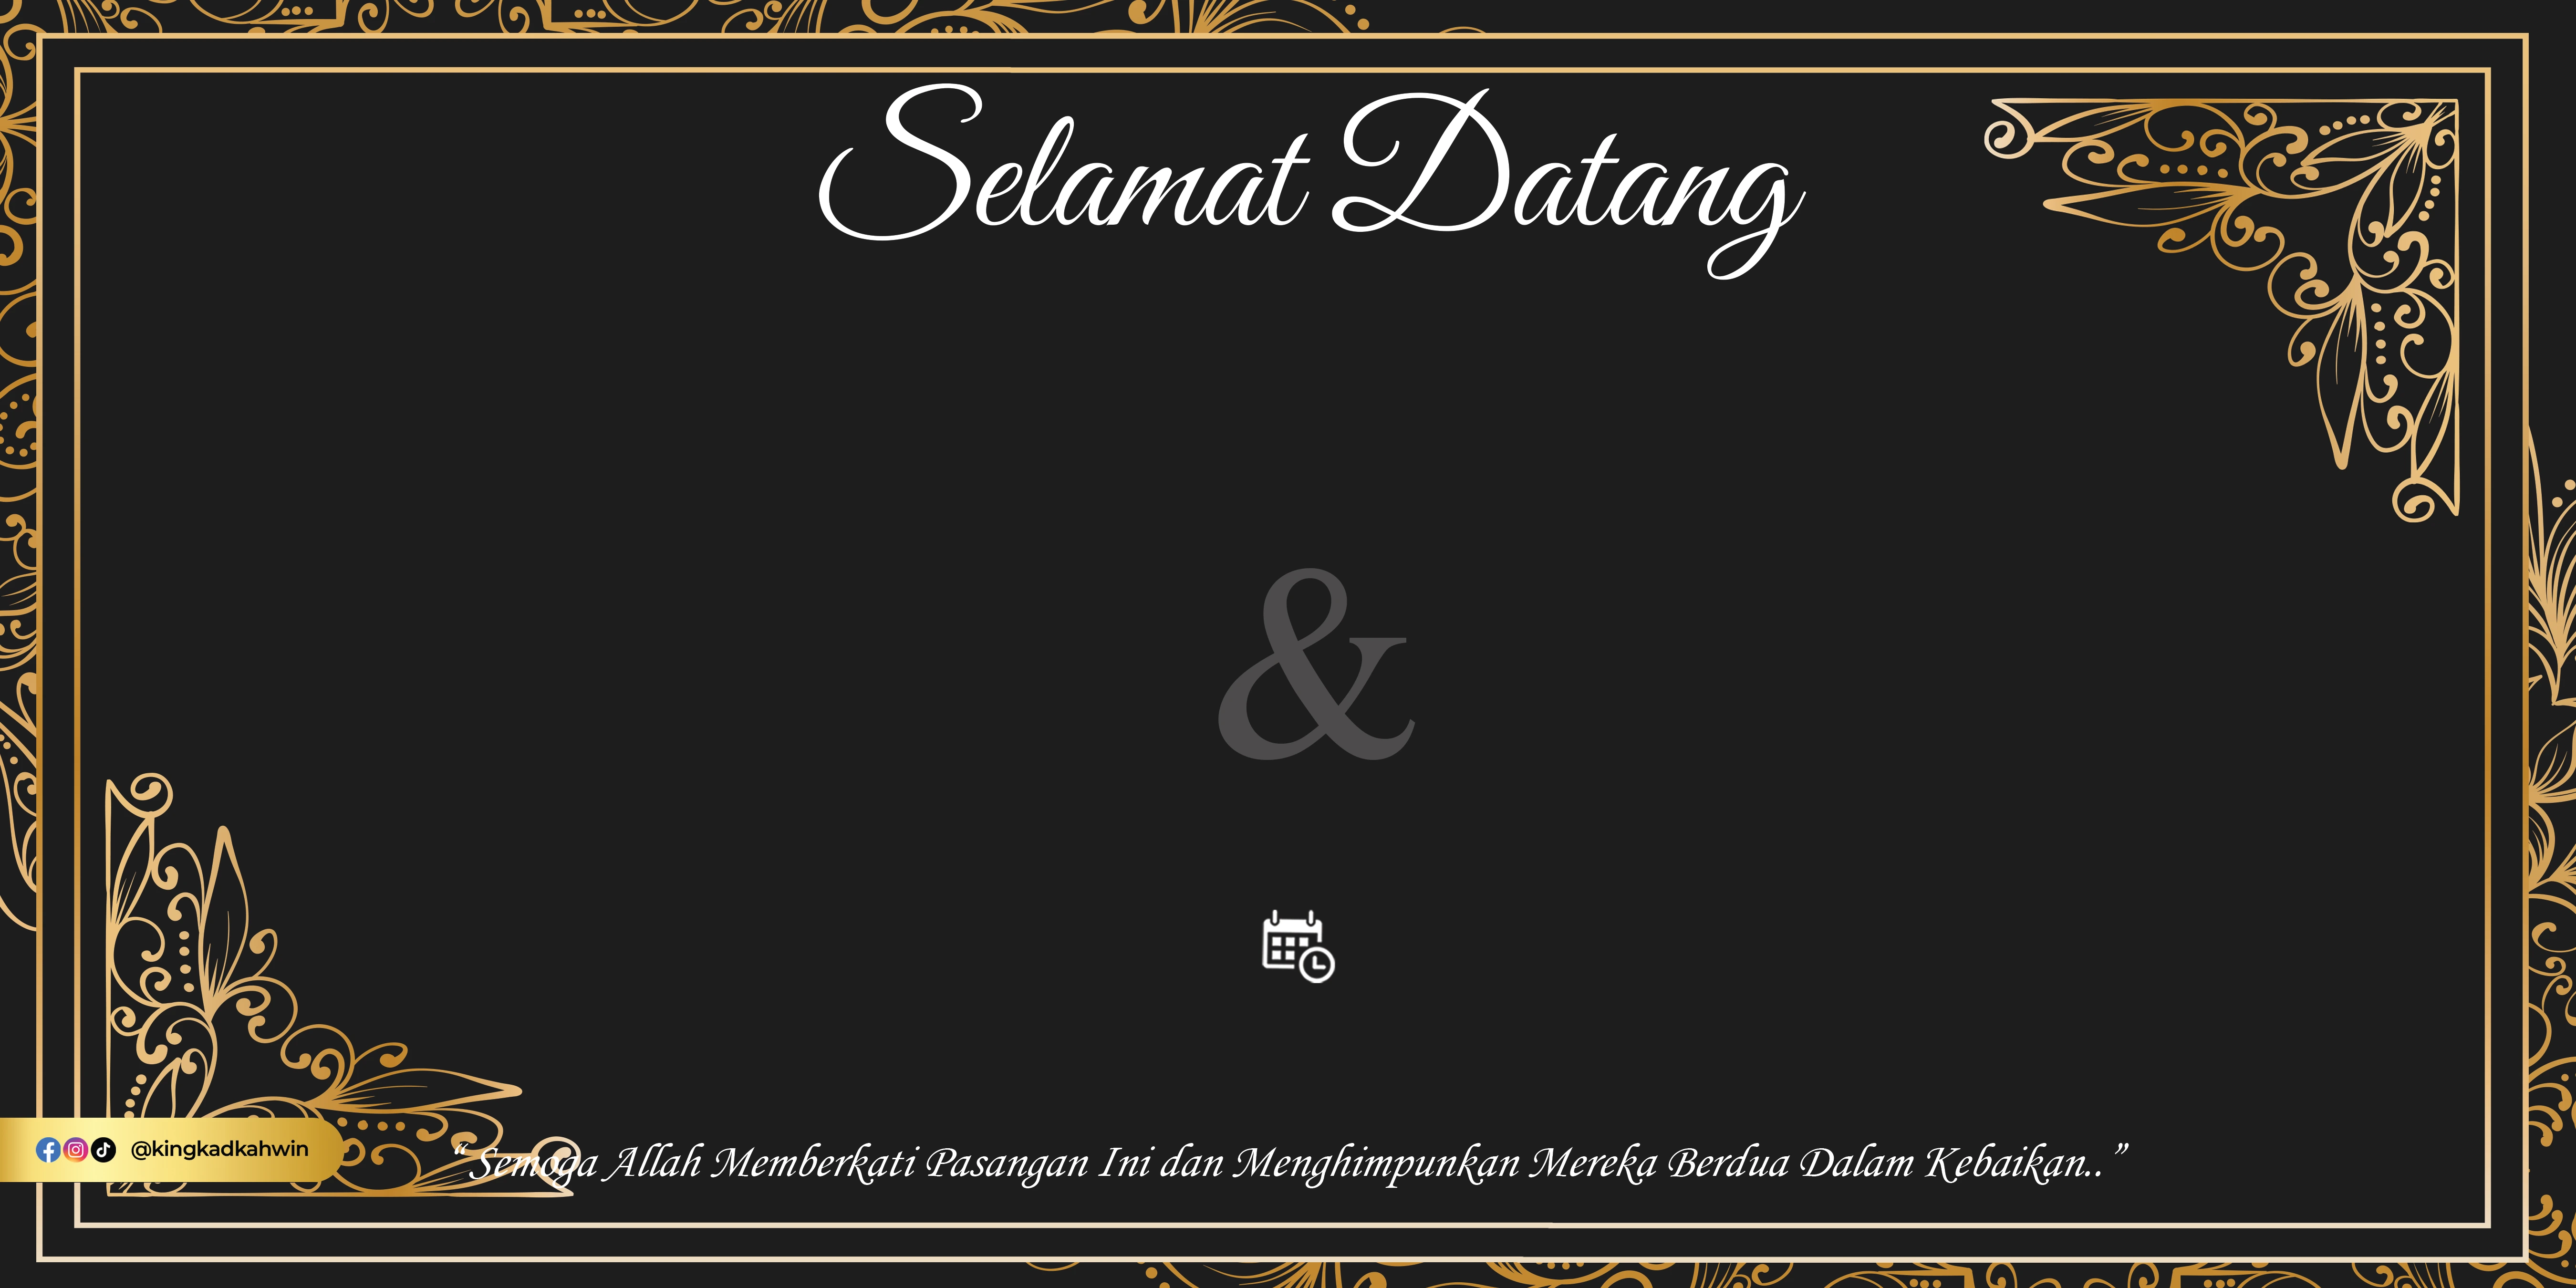 Selamat Datang
&
@kingkadkahwin
“Semoga Allah Memberkati Pasangan Ini dan Menghimpunkan Mereka Berdua Dalam Kebaikan..”